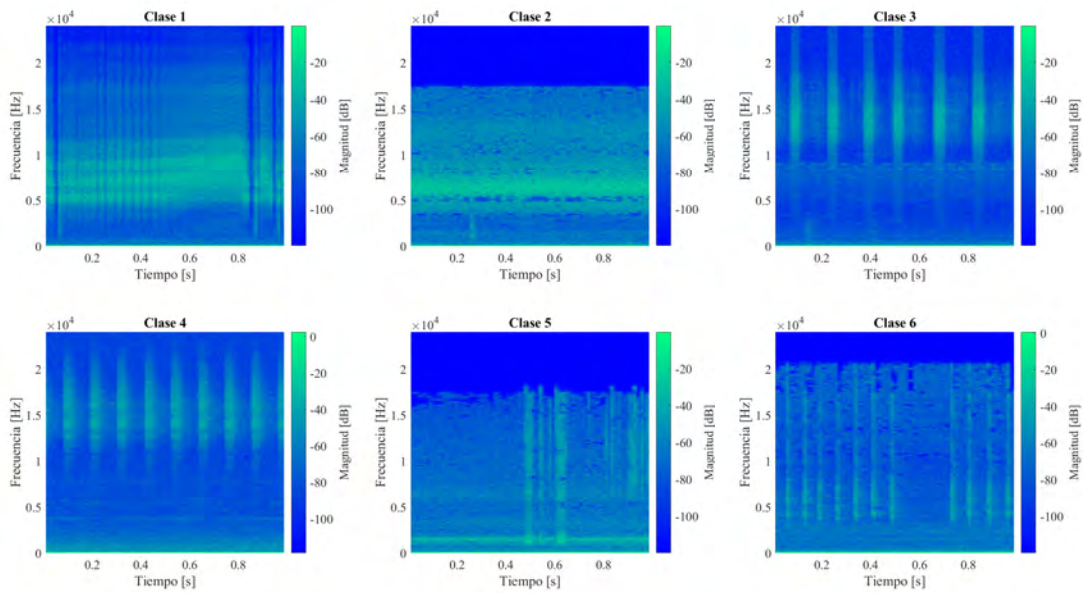 Clase 1 Clase 2 Clase 3
×10⁴ ×10⁴ ×10⁴
2 -20 2 -20 2 -20
Frecuencia [Hz] 1.5 -40 Magnitud [dB] Frecuencia [Hz] 1.5 -40 Magnitud [dB] Frecuencia [Hz] 1.5 -40 Magnitud [dB]
1 -60 1 -60 1 -60
-80 -80 -80
0.5 -100 0.5 -100 0.5 -100
0 0 0
0.2 0.4 0.6 0.8 0.2 0.4 0.6 0.8 0.2 0.4 0.6 0.8
Tiempo [s] Tiempo [s] Tiempo [s]
Clase 4 Clase 5 Clase 6
×10⁴ ×10⁴ ×10⁴
0 0
2 -20 2 -20 2 -20
Frecuencia [Hz] 1.5 -40 Magnitud [dB] Frecuencia [Hz] 1.5 -40 Magnitud [dB] Frecuencia [Hz] 1.5 -40 Magnitud [dB]
1 -60 1 -60 1 -60
-80 -80 -80
0.5 -100 0.5 -100 0.5 -100
0 0 0
0.2 0.4 0.6 0.8 0.2 0.4 0.6 0.8 0.2 0.4 0.6 0.8
Tiempo [s] Tiempo [s] Tiempo [s]